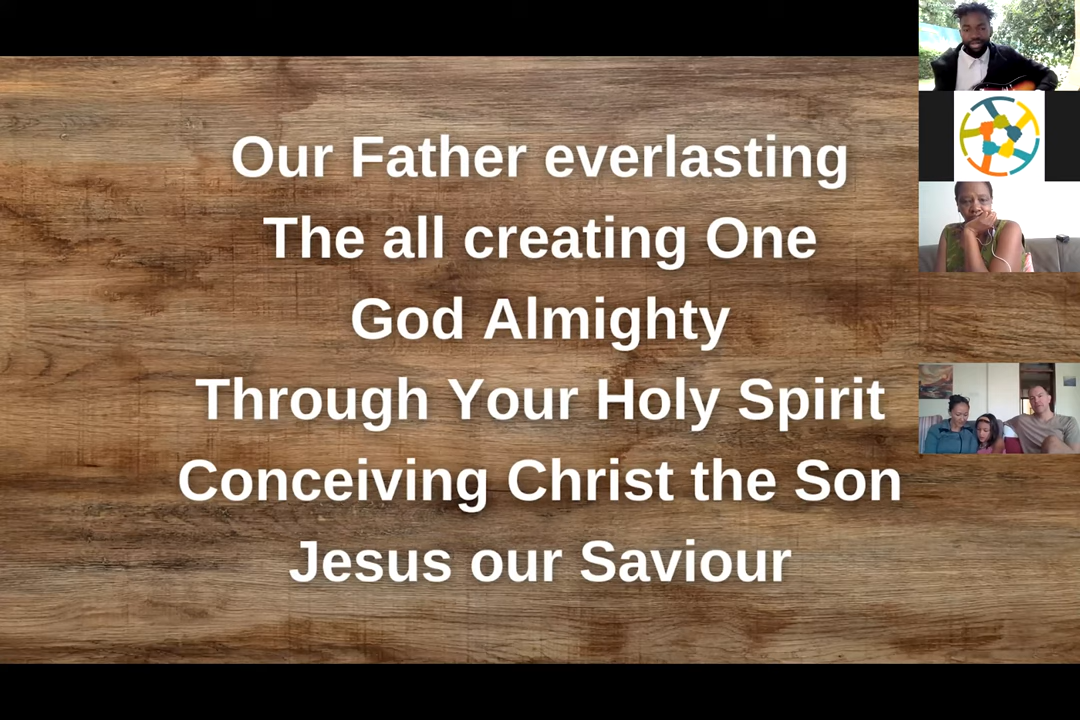 Our Father everlasting
The all creating One
God Almighty
Through Your Holy Spirit
Conceiving Christ the Son
Jesus our Saviour